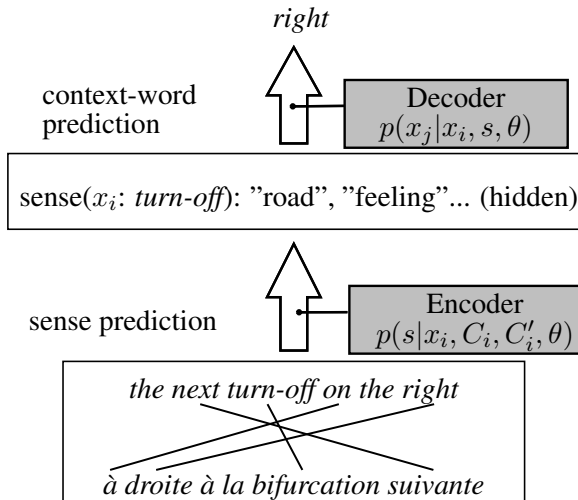 right
context-word
prediction
Decoder
p(x_j|x_i, s, θ)
sense(x_i: turn-off): ”road”, ”feeling”... (hidden)
sense prediction
Encoder
p(s|x_i, C_i, C'_i, θ)
the next turn-off on the right
à droite à la bifurcation suivante